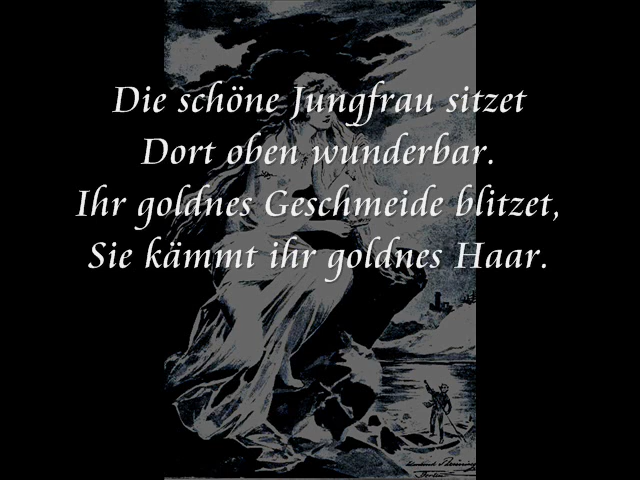 Die schöne Jungfrau sitzet
Dort oben wunderbar.
Ihr goldnes Geschmeide blitzet,
Sie kämmt ihr goldnes Haar.